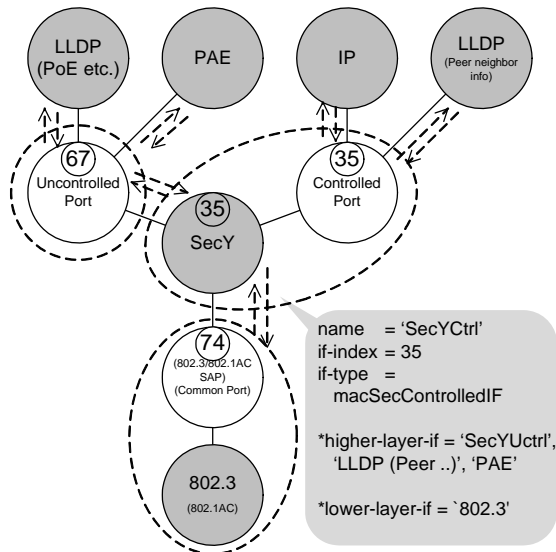 LLDP
(PoE etc.)
PAE
IP
LLDP
(Peer neighbor
info)
67
Uncontrolled
Port
35
Controlled
Port
35
SecY
74
(802.3/802.1AC
SAP)
(Common Port)
802.3
(802.1AC)
name = 'SecYCtrl'
if-index = 35
if-type =
macSecControlledIF
*higher-layer-if = 'SecYUctrl',
'LLDP (Peer ..)', 'PAE'
*lower-layer-if = `802.3'